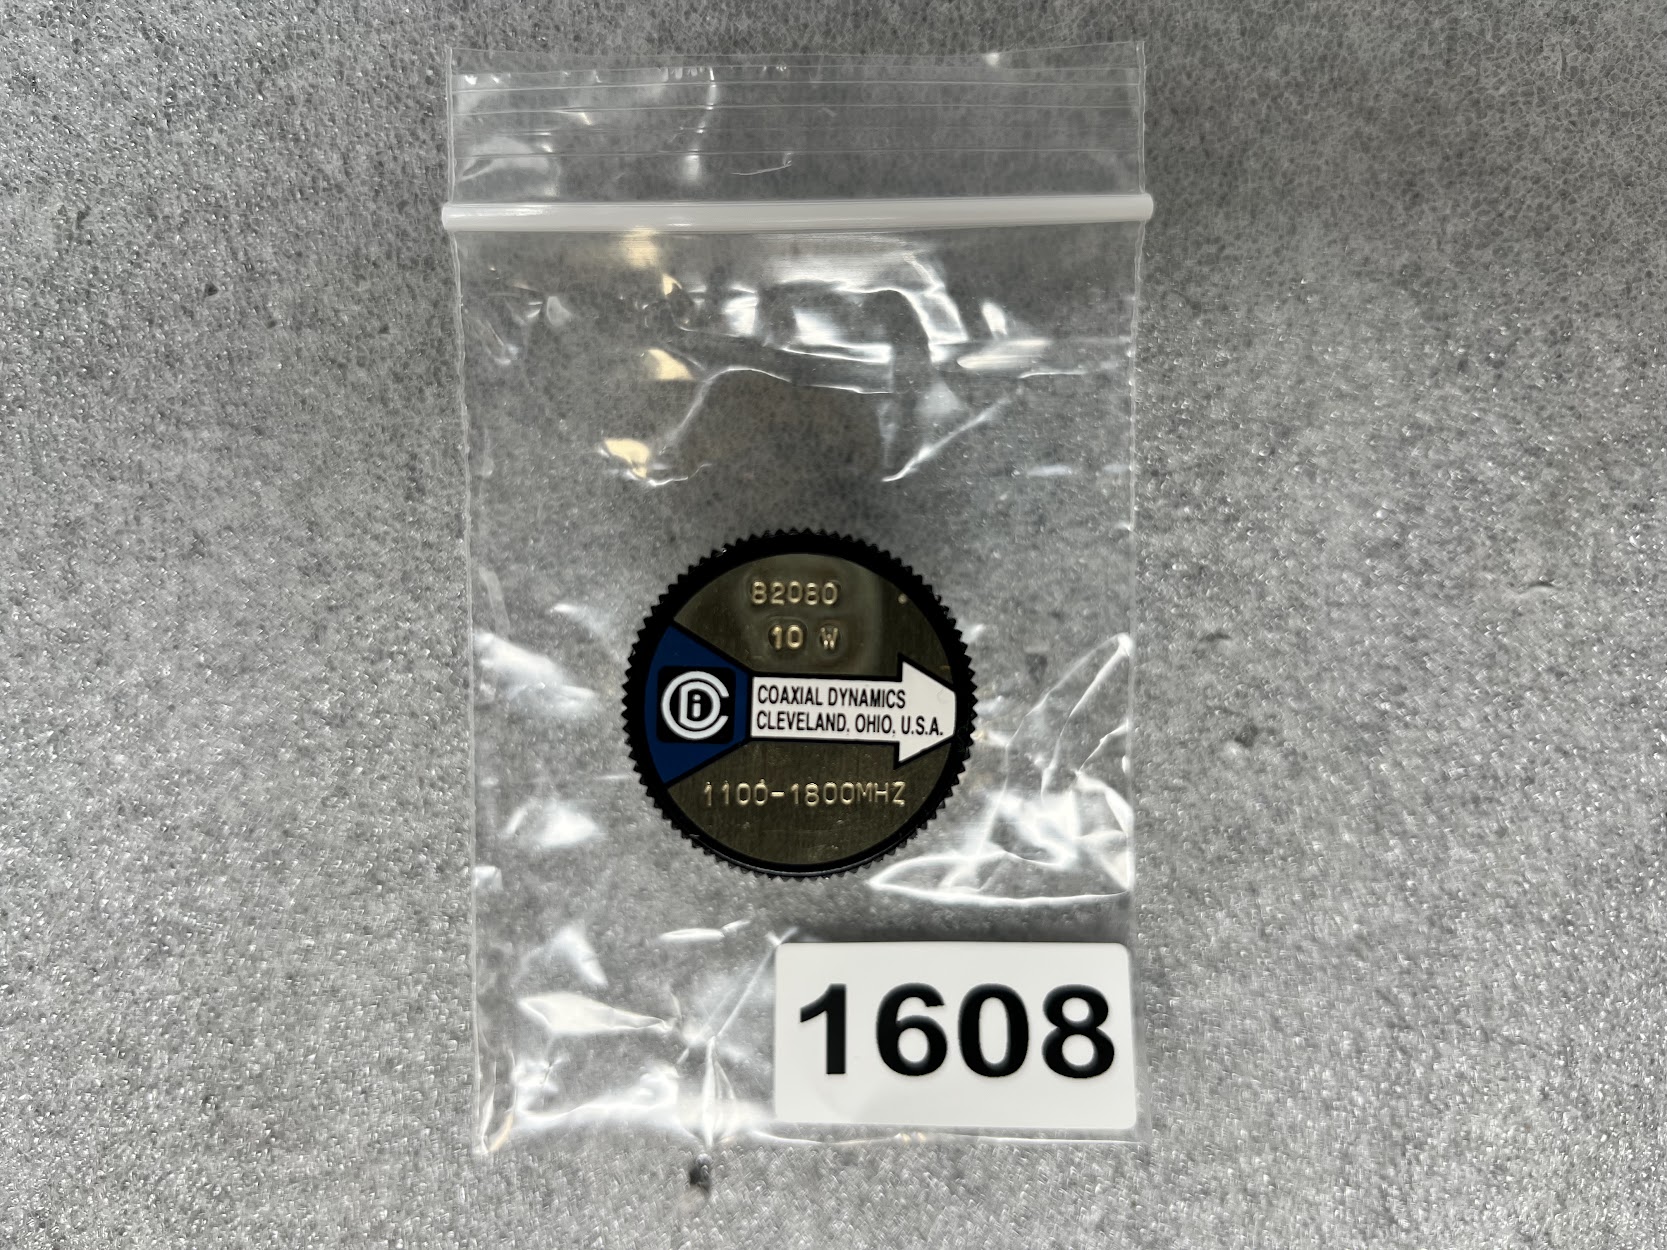 82080
10 W
CDi
COAXIAL DYNAMICS
CLEVELAND, OHIO, U.S.A.
1100-1800MHZ
1608